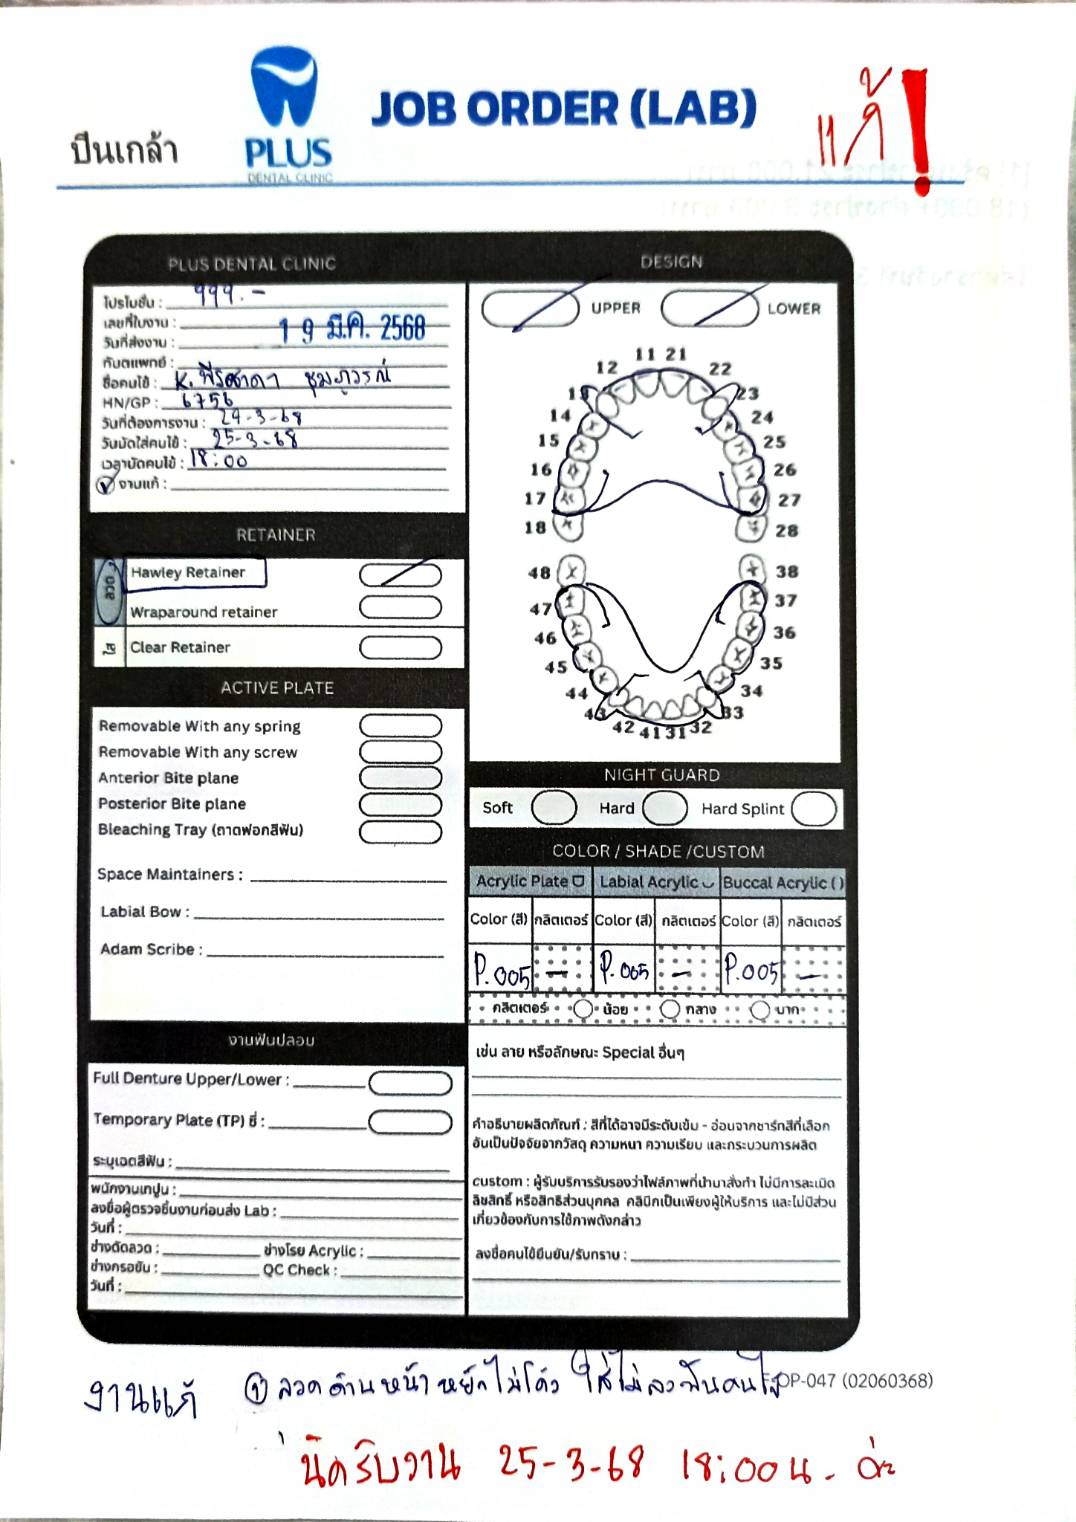 ปิ่นเกล้า
PLUS
DENTAL CLINIC
JOB ORDER (LAB)
แก้!
PLUS DENTAL CLINIC
โปรโมชั่น : 999.-
เลขที่ใบงาน :
วันที่ส่งงาน : 19 มี.ค. 2568
ทันตแพทย์ :
ชื่อคนไข้ : K.
HN/GP : 6756
วันที่ต้องการงาน : 24-3-68
วันนัดใส่คนไข้ : 25-3-68
เวลานัดคนไข้ : 18:00
งานแก้ :
DESIGN
UPPER
LOWER
11 21
12 22
13 23
14 24
15 25
16 26
17 27
18 28
48 38
47 37
46 36
45 35
44 34
43 33
42 41 31 32
RETAINER
ลวด
Hawley Retainer
Wraparound retainer
ใส
Clear Retainer
ACTIVE PLATE
Removable With any spring
Removable With any screw
Anterior Bite plane
Posterior Bite plane
Bleaching Tray (ถาดฟอกสีฟัน)
Space Maintainers :
Labial Bow :
Adam Scribe :
NIGHT GUARD
Soft Hard Hard Splint
COLOR / SHADE /CUSTOM
Acrylic Plate Labial Acrylic Buccal Acrylic ( )
Color (สี) กลิตเตอร์ Color (สี) กลิตเตอร์ Color (สี) กลิตเตอร์
P.005 - P.005 - P.005 -
กลิตเตอร์ น้อย กลาง มาก
เช่น ลาย หรือลักษณะ Special อื่นๆ
คำอธิบายผลิตภัณฑ์ : สีที่ได้อาจมีระดับเข้ม - อ่อนจากชาร์ทสีที่เลือก
อันเป็นปัจจัยจากวัสดุ ความหนา ความเรียบ และกระบวนการผลิต
custom : ผู้รับบริการรับรองว่าไฟล์ภาพที่นำมาสั่งทำ ไม่มีการละเมิด
ลิขสิทธิ์ หรือสิทธิส่วนบุคคล คลินิกเป็นเพียงผู้ให้บริการ และไม่มีส่วน
เกี่ยวข้องกับการใช้ภาพดังกล่าว
ลงชื่อคนไข้ยืนยัน/รับทราบ :
งานฟันปลอม
Full Denture Upper/Lower :
Temporary Plate (TP) ซี่ :
ระบุเฉดสีฟัน :
พนักงานเทปูน :
ลงชื่อผู้ตรวจชิ้นงานก่อนส่ง Lab :
วันที่ :
ช่างดัดลวด : ช่างโรย Acrylic :
ช่างกรอขัด : QC Check :
วันที่ :
งานแก้ ① ลวดด้านหน้าหยักไม่โค้ง ใส่ไม่ลงฟันคนไข้ OP-047 (02060368)
นัดรับงาน 25-3-68 18:00 น. ค่ะ